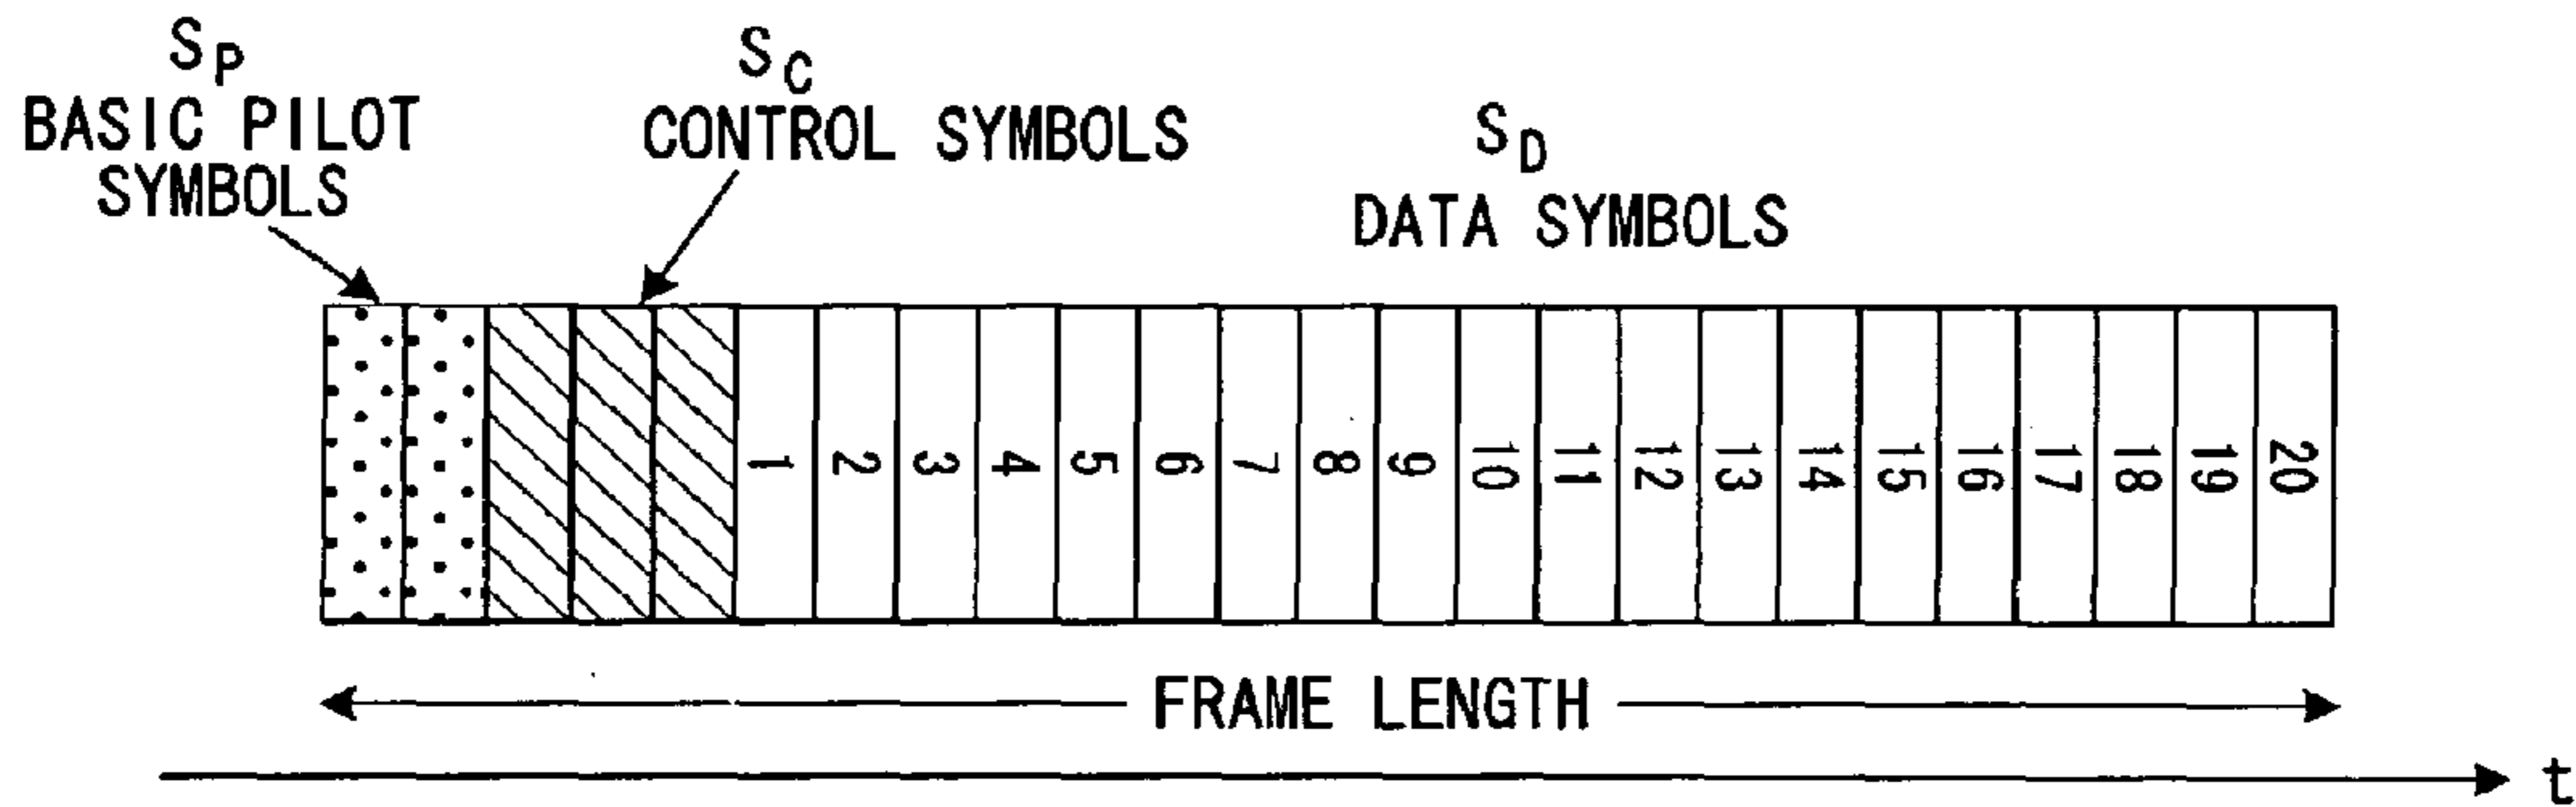 S_P
BASIC PILOT
SYMBOLS
S_C
CONTROL SYMBOLS
S_D
DATA SYMBOLS
1 2 3 4 5 6 7 8 9 10 11 12 13 14 15 16 17 18 19 20
FRAME LENGTH
t